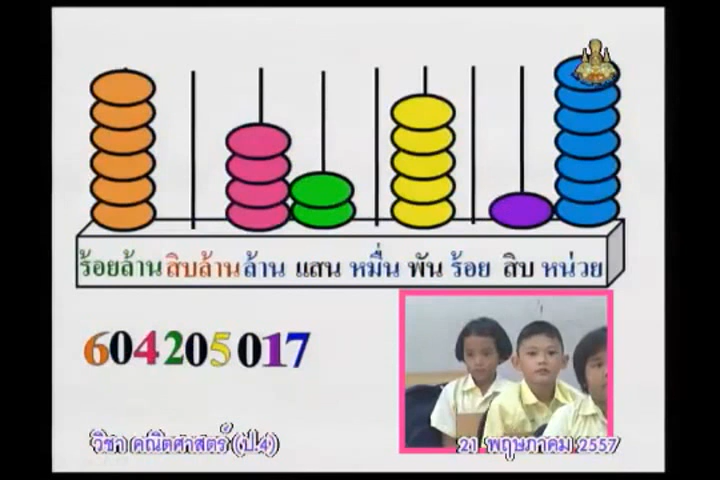 ร้อยล้าน สิบล้าน ล้าน แสน หมื่น พัน ร้อย สิบ หน่วย
604205017
วิชา คณิตศาสตร์ (ป.4)
21 พฤษภาคม 2557